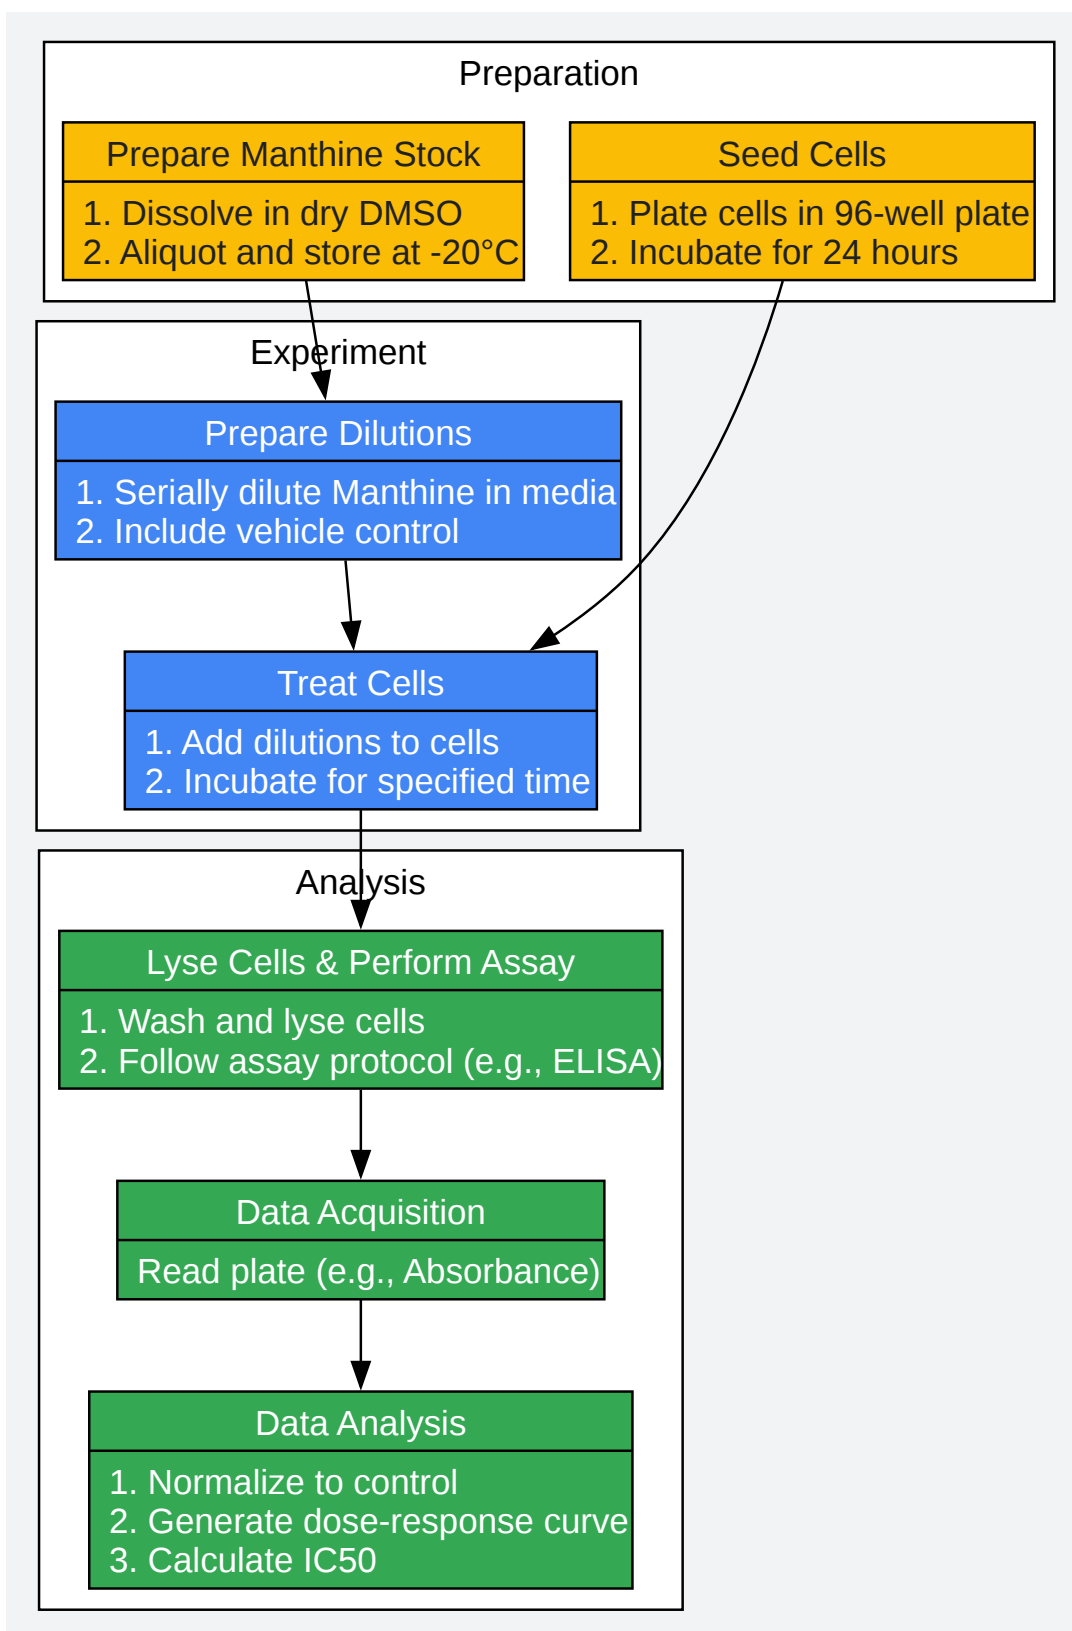 Preparation
Prepare Manthine Stock
1. Dissolve in dry DMSO
2. Aliquot and store at -20°C
Seed Cells
1. Plate cells in 96-well plate
2. Incubate for 24 hours
Experiment
Prepare Dilutions
1. Serially dilute Manthine in media
2. Include vehicle control
Treat Cells
1. Add dilutions to cells
2. Incubate for specified time
Analysis
Lyse Cells & Perform Assay
1. Wash and lyse cells
2. Follow assay protocol (e.g., ELISA)
Data Acquisition
Read plate (e.g., Absorbance)
Data Analysis
1. Normalize to control
2. Generate dose-response curve
3. Calculate IC50